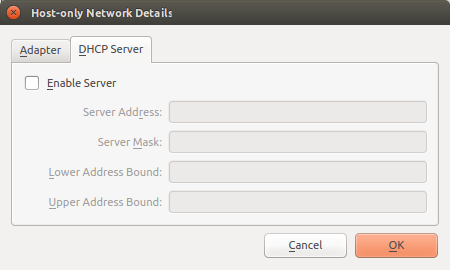 Host-only Network Details
Adapter
DHCP Server
Enable Server
Server Address:
Server Mask:
Lower Address Bound:
Upper Address Bound:
Cancel
OK